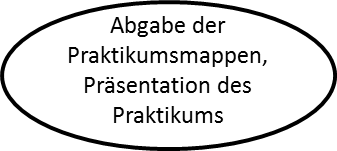 Abgabe der
Praktikumsmappen,
Präsentation des
Praktikums